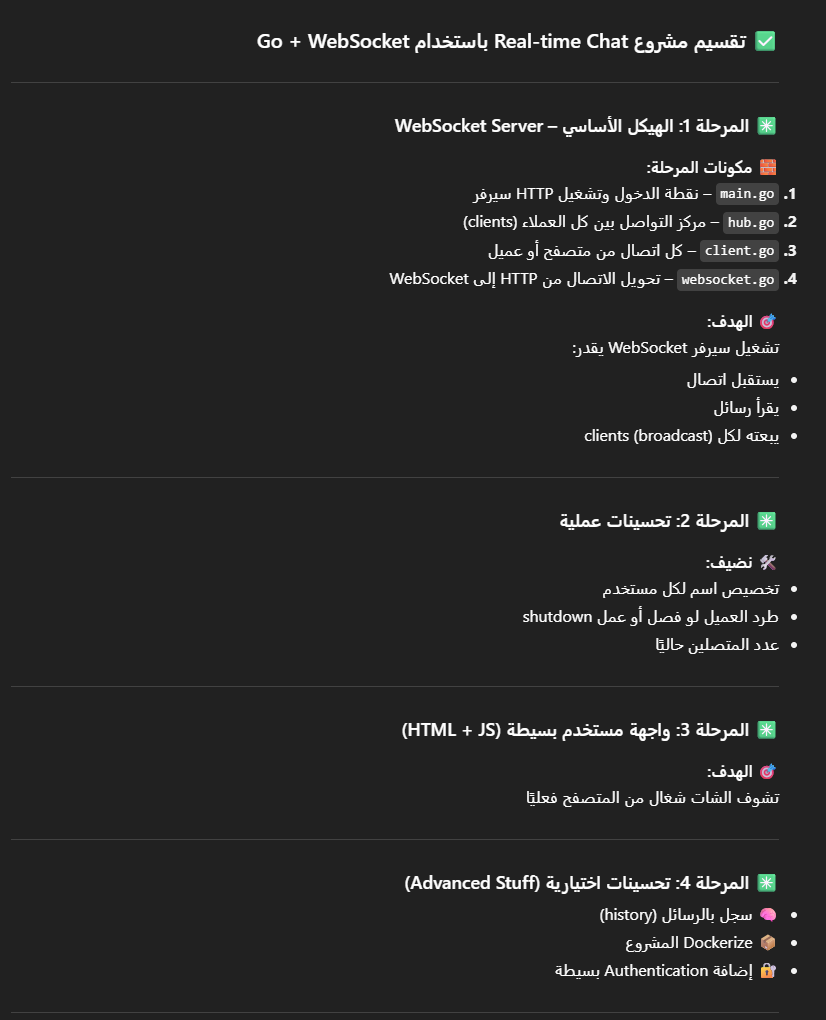 ✅ تقسيم مشروع Real-time Chat باستخدام Go + WebSocket
✳️ المرحلة 1: الهيكل الأساسي – WebSocket Server
🧱 مكونات المرحلة:
1. main.go – نقطة الدخول وتشغيل HTTP سيرفر
2. hub.go – مركز التواصل بين كل العملاء (clients)
3. client.go – كل اتصال من متصفح أو عميل
4. websocket.go – تحويل الاتصال من HTTP إلى WebSocket
🎯 الهدف:
تشغيل سيرفر WebSocket يقدر:
• يستقبل اتصال
• يقرأ رسائل
• يبعته لكل clients (broadcast)
✳️ المرحلة 2: تحسينات عملية
🛠️ نضيف:
• تخصيص اسم لكل مستخدم
• طرد العميل لو فصل أو عمل shutdown
• عدد المتصلين حاليًا
✳️ المرحلة 3: واجهة مستخدم بسيطة (HTML + JS)
🎯 الهدف:
تشوف الشات شغال من المتصفح فعليًا
✳️ المرحلة 4: تحسينات اختيارية (Advanced Stuff)
• 🧠 سجل بالرسائل (history)
• 📦 Dockerize المشروع
• 🔐 إضافة Authentication بسيطة